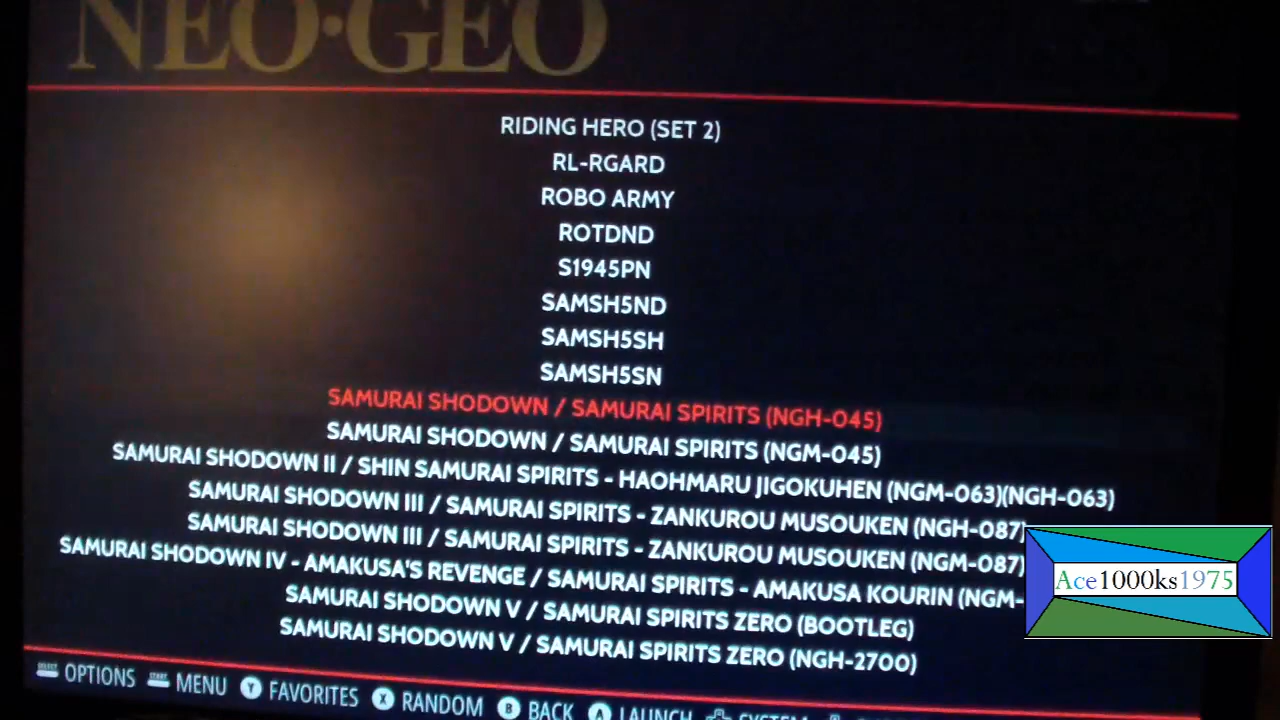 NEO·GEO
RIDING HERO (SET 2)
RL-RGARD
ROBO ARMY
ROTDND
S1945PN
SAMSH5ND
SAMSH5SH
SAMSH5SN
SAMURAI SHODOWN / SAMURAI SPIRITS (NGH-045)
SAMURAI SHODOWN / SAMURAI SPIRITS (NGM-045)
SAMURAI SHODOWN II / SHIN SAMURAI SPIRITS - HAOHMARU JIGOKUHEN (NGM-063)(NGH-063)
SAMURAI SHODOWN III / SAMURAI SPIRITS - ZANKUROU MUSOUKEN (NGH-087)
SAMURAI SHODOWN III / SAMURAI SPIRITS - ZANKUROU MUSOUKEN (NGM-087)
SAMURAI SHODOWN IV - AMAKUSA'S REVENGE / SAMURAI SPIRITS - AMAKUSA KOURIN (NGM-
SAMURAI SHODOWN V / SAMURAI SPIRITS ZERO (BOOTLEG)
SAMURAI SHODOWN V / SAMURAI SPIRITS ZERO (NGH-2700)
Ace1000ks1975
SELECT OPTIONS START MENU Y FAVORITES X RANDOM B BACK A LAUNCH SYSTEM